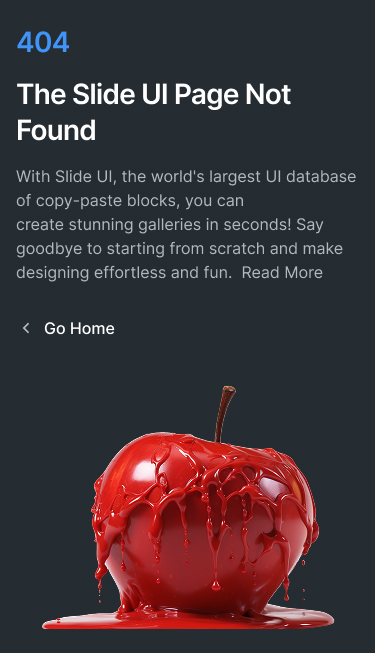 404
The Slide UI Page Not
Found
With Slide UI, the world's largest UI database
of copy-paste blocks, you can
create stunning galleries in seconds! Say
goodbye to starting from scratch and make
designing effortless and fun.  Read More
Go Home